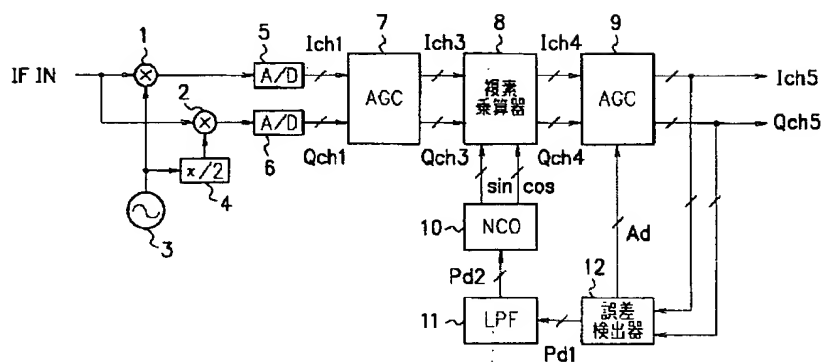 1
5
7
8
9
IF IN
A/D
Ich1
AGC
Ich3
複素
乗算器
Ich4
AGC
Ich5
2
A/D
Qch1
Qch3
Qch4
Qch5
6
π/2
4
sin
cos
3
10
NCO
Ad
Pd2
12
11
LPF
Pd1
誤差
検出器